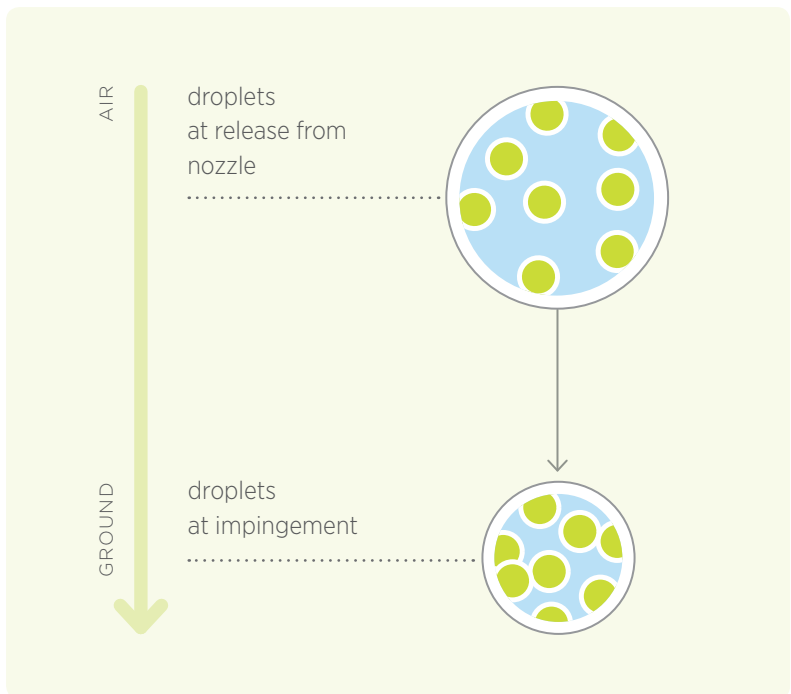 AIR
droplets
at release from
nozzle
GROUND
droplets
at impingement